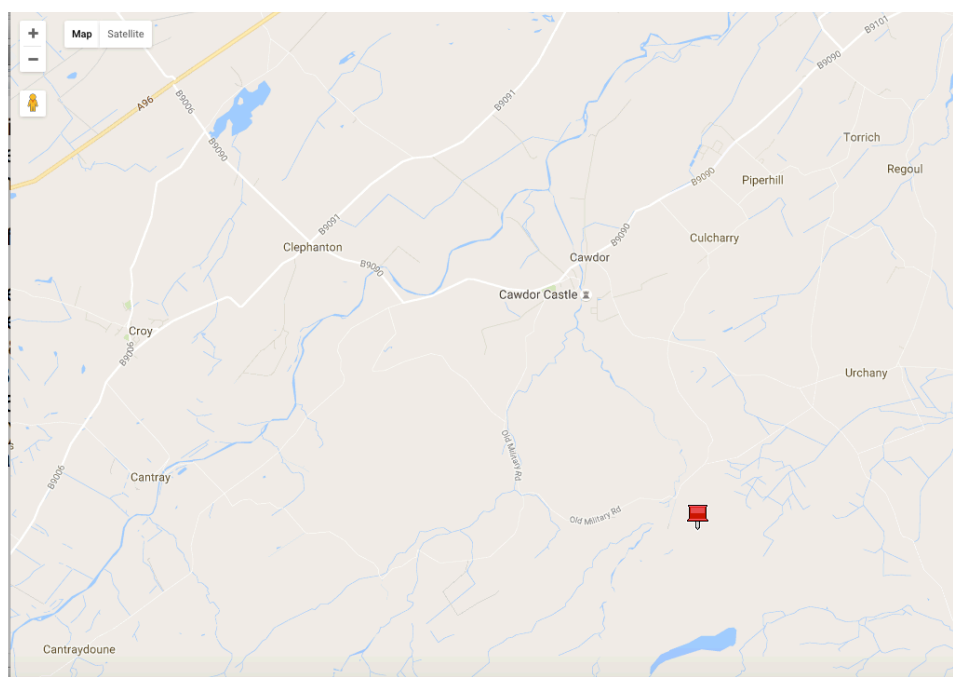 +
Map
Satellite
−
B9101
B9090
A96
B9006
B9091
B9090
Torrich
Regoul
B9090
Piperhill
B9091
Clephanton
B9090
Culcharry
B9090
Cawdor
Cawdor Castle
Croy
B9006
Urchany
Old Military Rd
B9006
Cantray
Old Military Rd
Cantraydoune